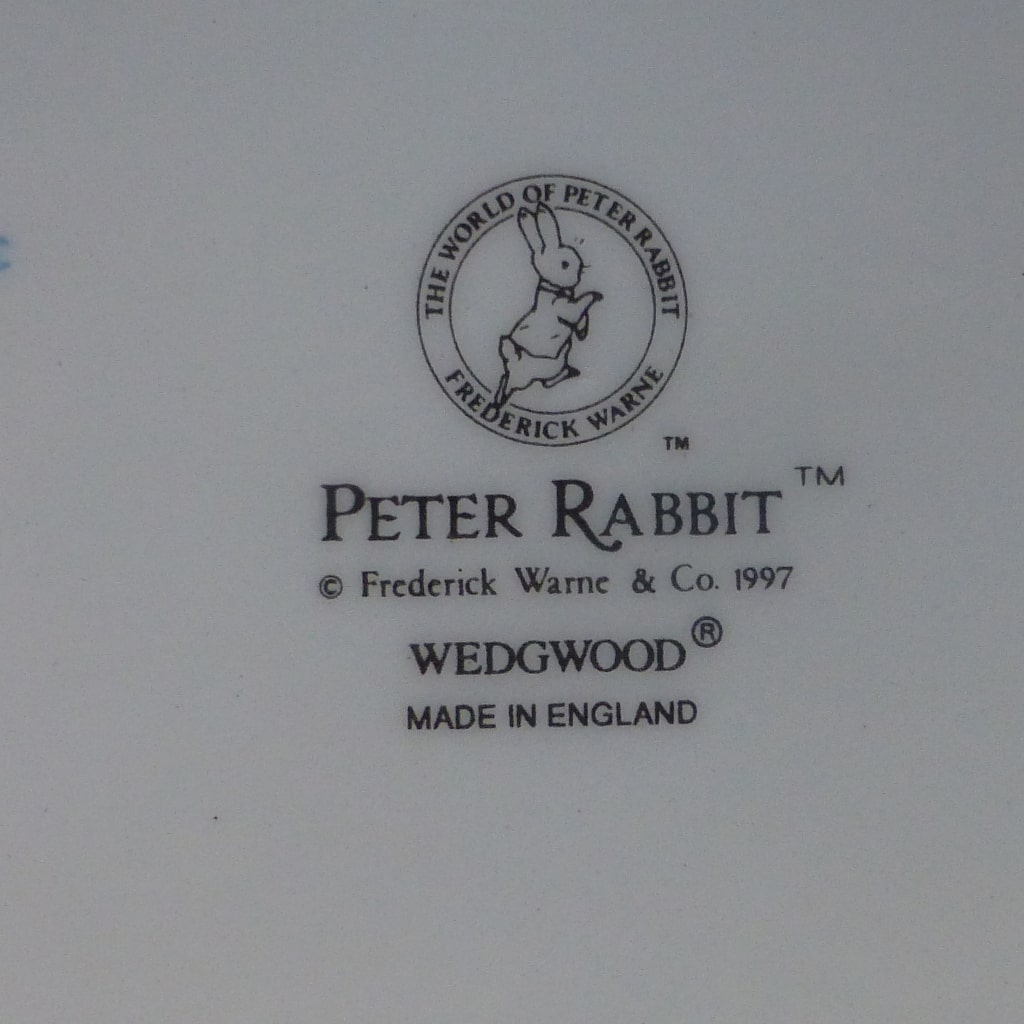 THE WORLD OF PETER RABBIT
FREDERICK WARNE
TM
PETER RABBIT TM
© Frederick Warne & Co. 1997
WEDGWOOD®
MADE IN ENGLAND